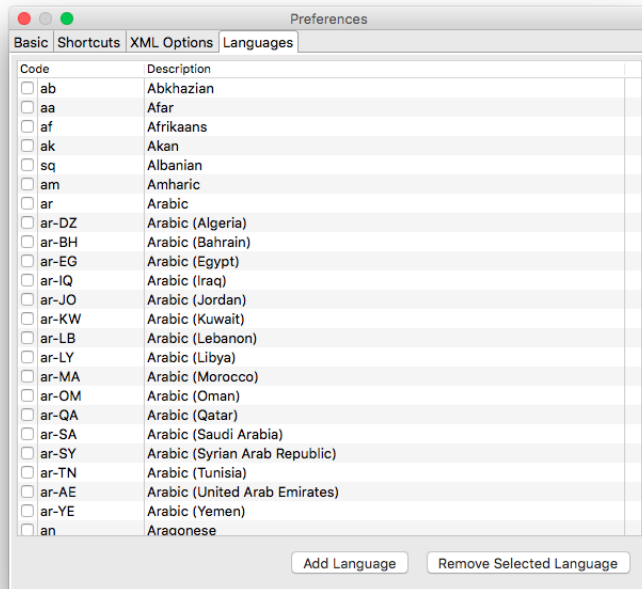 Preferences
Basic Shortcuts XML Options Languages
Code Description
ab Abkhazian
aa Afar
af Afrikaans
ak Akan
sq Albanian
am Amharic
ar Arabic
ar-DZ Arabic (Algeria)
ar-BH Arabic (Bahrain)
ar-EG Arabic (Egypt)
ar-IQ Arabic (Iraq)
ar-JO Arabic (Jordan)
ar-KW Arabic (Kuwait)
ar-LB Arabic (Lebanon)
ar-LY Arabic (Libya)
ar-MA Arabic (Morocco)
ar-OM Arabic (Oman)
ar-QA Arabic (Qatar)
ar-SA Arabic (Saudi Arabia)
ar-SY Arabic (Syrian Arab Republic)
ar-TN Arabic (Tunisia)
ar-AE Arabic (United Arab Emirates)
ar-YE Arabic (Yemen)
an Aragonese
Add Language Remove Selected Language